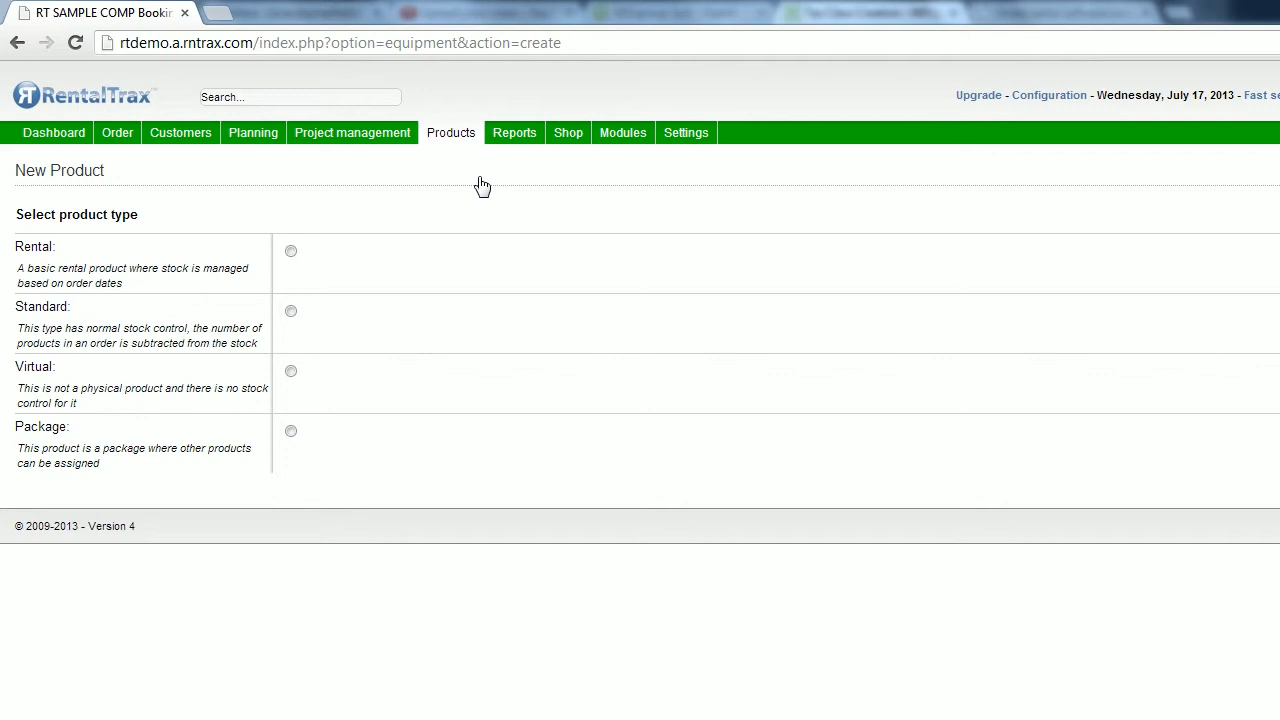 RT SAMPLE COMP Bookin
rtdemo.a.rntrax.com/index.php?option=equipment&action=create
RT RentalTrax™
Search...
Upgrade - Configuration - Wednesday, July 17, 2013 - Fast se
Dashboard Order Customers Planning Project management Products Reports Shop Modules Settings
New Product
Select product type
Rental:
A basic rental product where stock is managed
based on order dates
Standard:
This type has normal stock control, the number of
products in an order is subtracted from the stock
Virtual:
This is not a physical product and there is no stock
control for it
Package:
This product is a package where other products
can be assigned
© 2009-2013 - Version 4